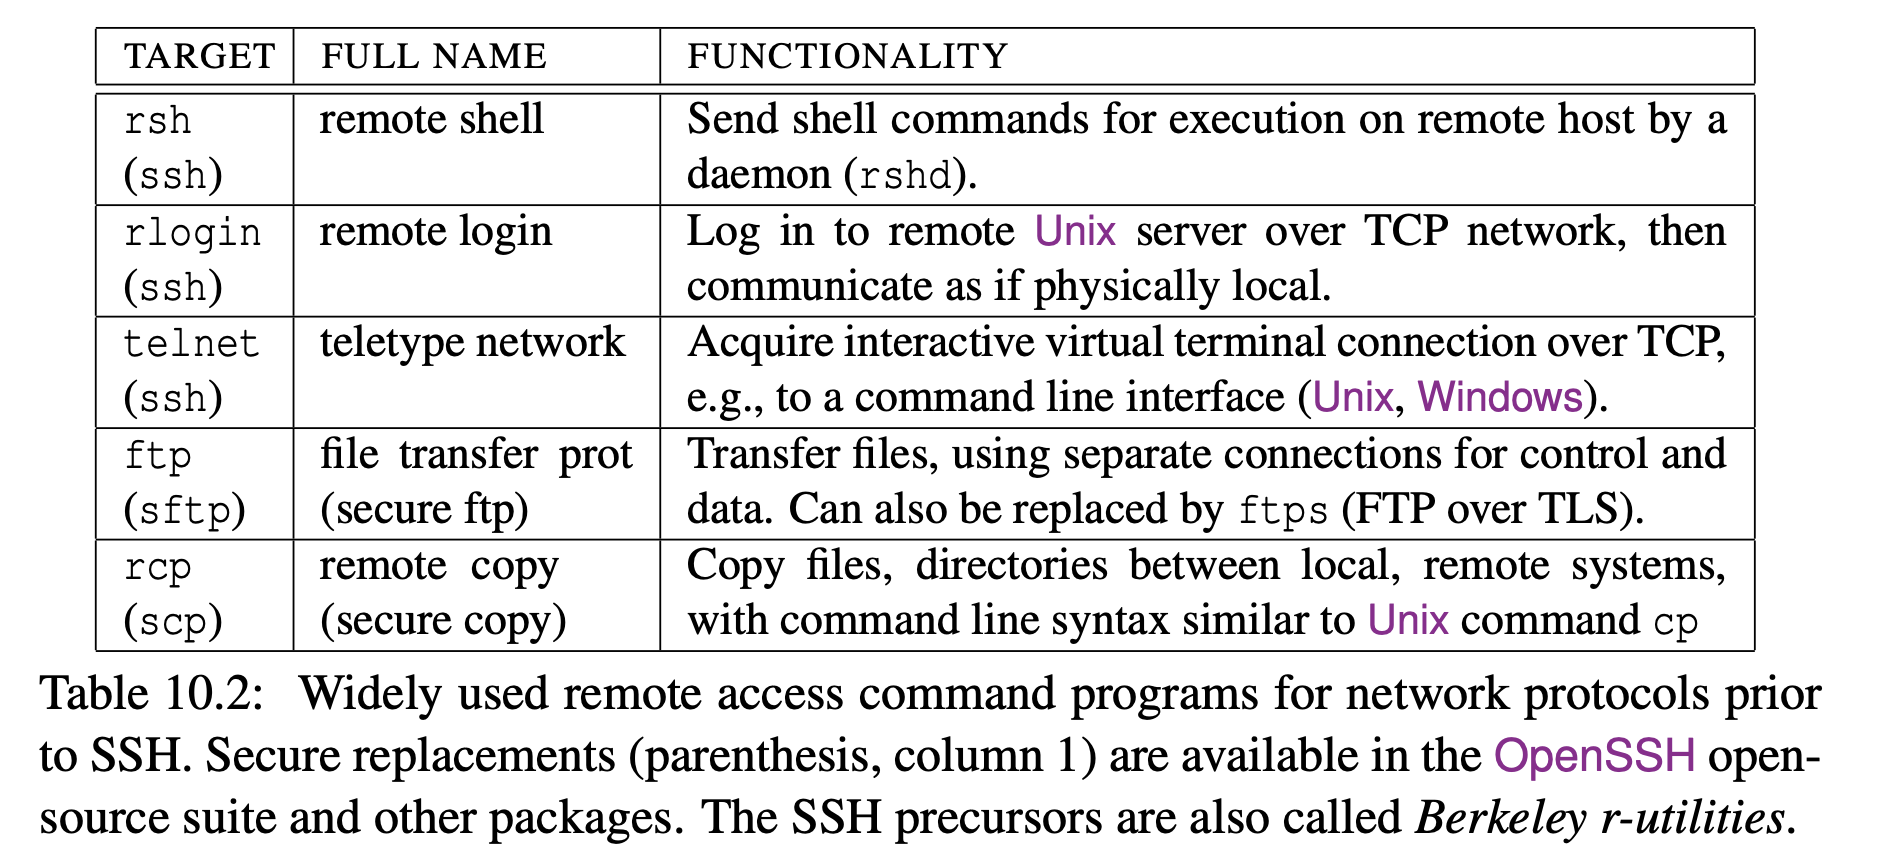 TARGET FULL NAME FUNCTIONALITY
rsh remote shell Send shell commands for execution on remote host by a
(ssh) daemon (rshd).
rlogin remote login Log in to remote Unix server over TCP network, then
(ssh) communicate as if physically local.
telnet teletype network Acquire interactive virtual terminal connection over TCP,
(ssh) e.g., to a command line interface (Unix, Windows).
ftp file transfer prot Transfer files, using separate connections for control and
(sftp) (secure ftp) data. Can also be replaced by ftps (FTP over TLS).
rcp remote copy Copy files, directories between local, remote systems,
(scp) (secure copy) with command line syntax similar to Unix command cp
Table 10.2: Widely used remote access command programs for network protocols prior
to SSH. Secure replacements (parenthesis, column 1) are available in the OpenSSH open-
source suite and other packages. The SSH precursors are also called Berkeley r-utilities.